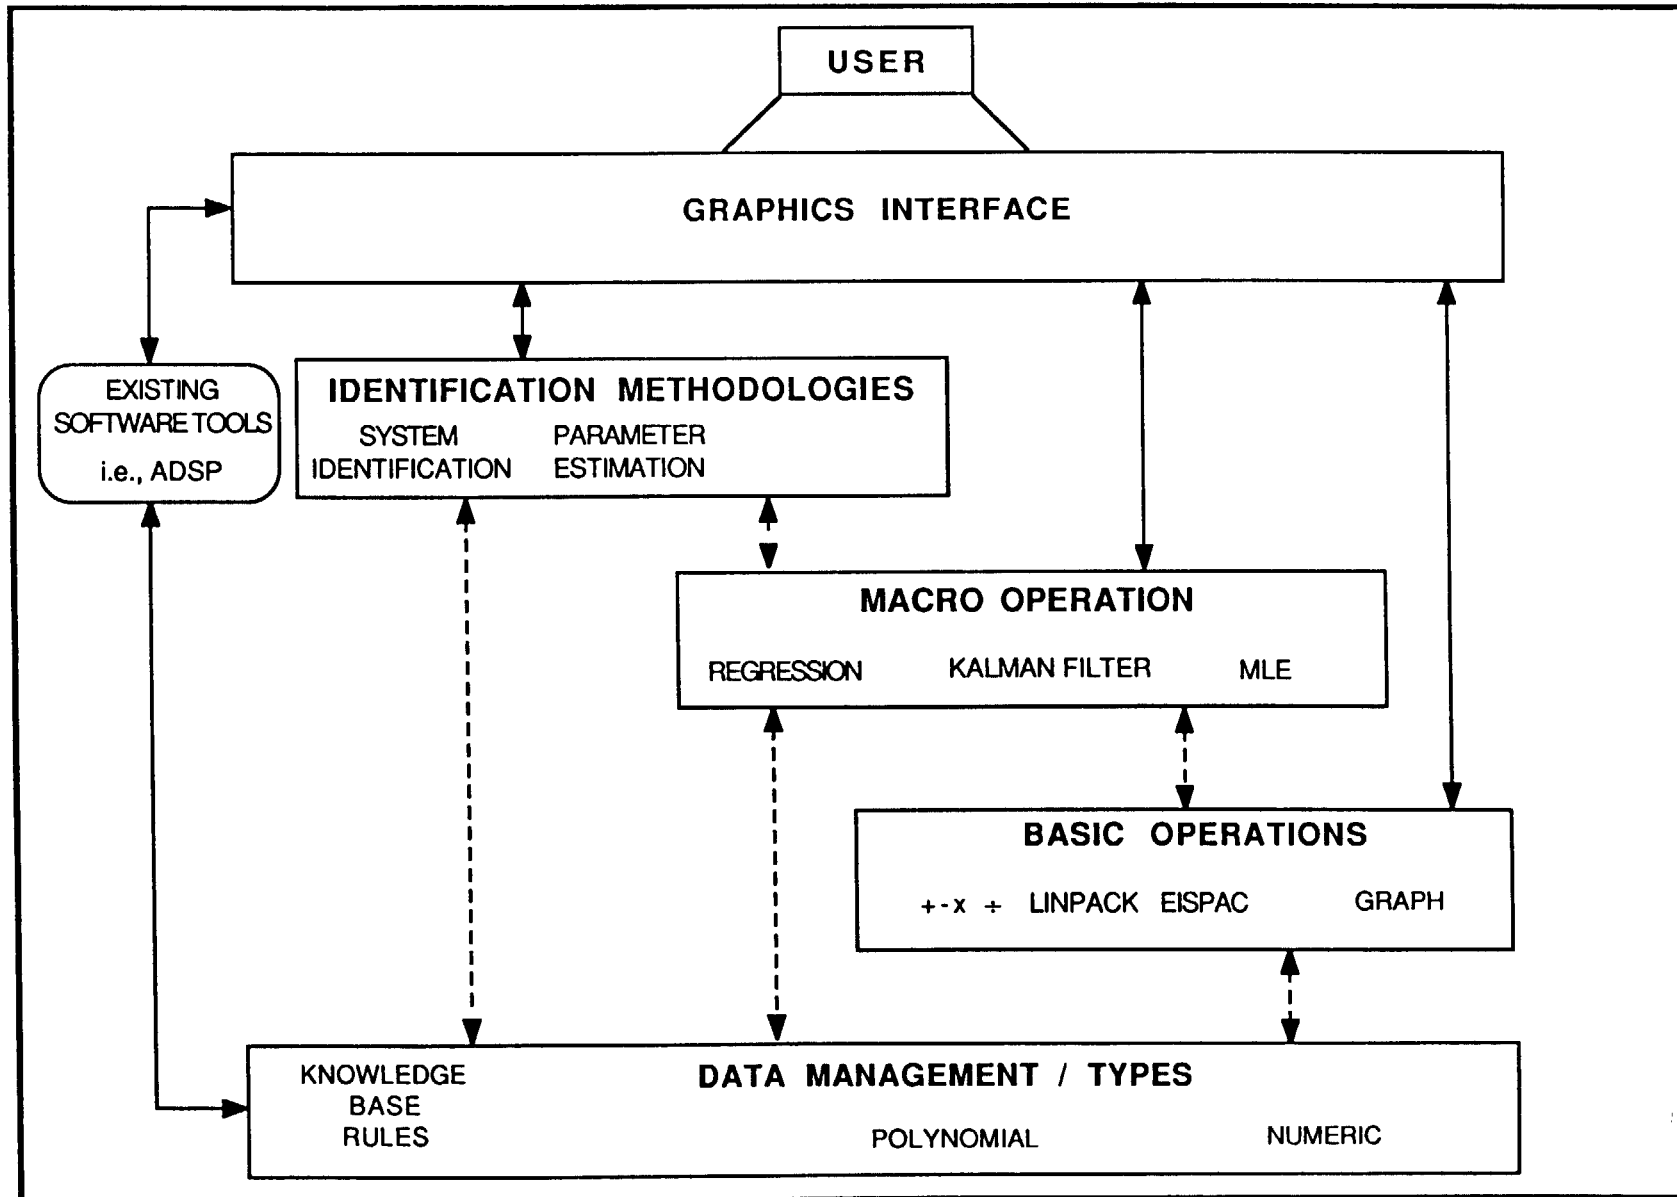 USER
GRAPHICS INTERFACE
EXISTING
SOFTWARE TOOLS
i.e., ADSP
IDENTIFICATION METHODOLOGIES
SYSTEM
IDENTIFICATION
PARAMETER
ESTIMATION
MACRO OPERATION
REGRESSION KALMAN FILTER MLE
BASIC OPERATIONS
+-x ÷ LINPACK EISPAC GRAPH
DATA MANAGEMENT / TYPES
KNOWLEDGE
BASE
RULES
POLYNOMIAL NUMERIC